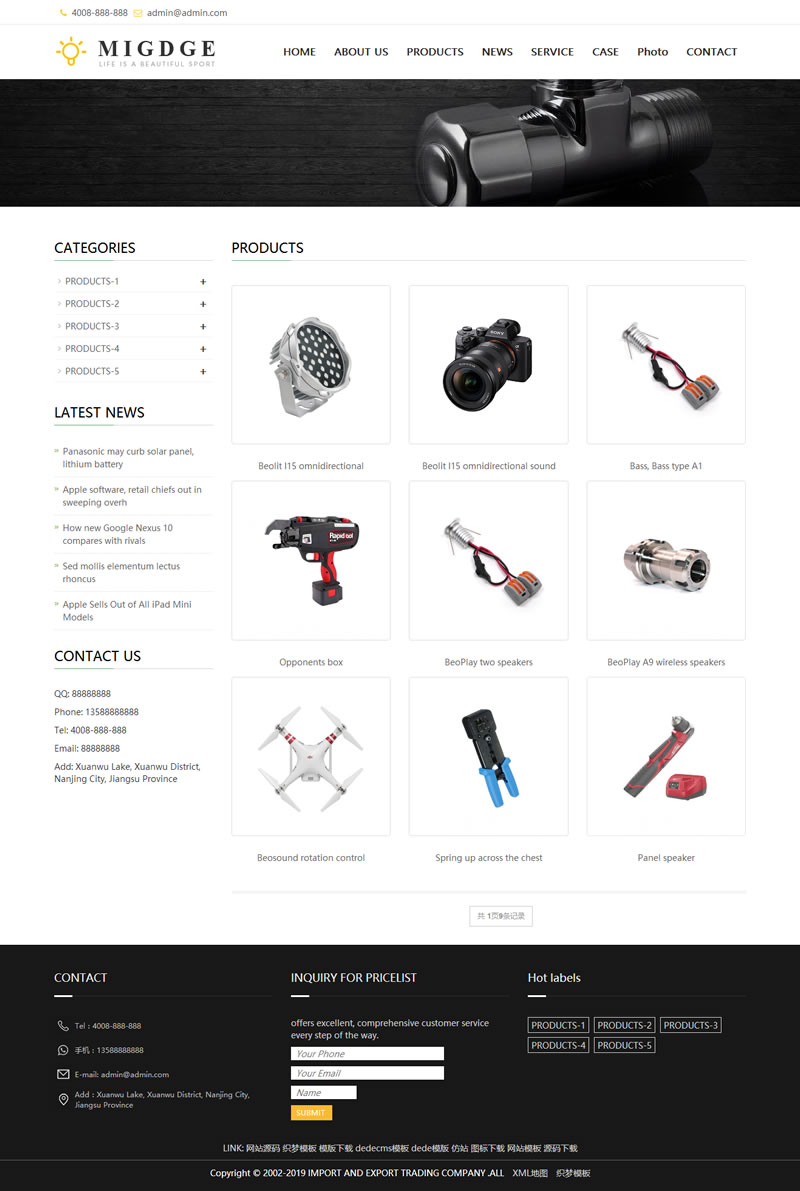 4008-888-888 admin@admin.com
MIGDGE
LIFE IS A BEAUTIFUL SPORT
HOME ABOUT US PRODUCTS NEWS SERVICE CASE Photo CONTACT
CATEGORIES
PRODUCTS-1 +
PRODUCTS-2 +
PRODUCTS-3 +
PRODUCTS-4 +
PRODUCTS-5 +
LATEST NEWS
Panasonic may curb solar panel,
lithium battery
Apple software, retail chiefs out in
sweeping overh
How new Google Nexus 10
compares with rivals
Sed mollis elementum lectus
rhoncus
Apple Sells Out of All iPad Mini
Models
CONTACT US
QQ: 88888888
Phone: 13588888888
Tel: 4008-888-888
Email: 88888888
Add: Xuanwu Lake, Xuanwu District,
Nanjing City, Jiangsu Province
PRODUCTS
SONY
Beolit I15 omnidirectional
Beolit I15 omnidirectional sound
Bass, Bass type A1
Rapidtool
Opponents box
BeoPlay two speakers
BeoPlay A9 wireless speakers
Beosound rotation control
Spring up across the chest
Panel speaker
共 1页9条记录
CONTACT
Tel : 4008-888-888
手机 : 13588888888
E-mail: admin@admin.com
Add : Xuanwu Lake, Xuanwu District, Nanjing City,
Jiangsu Province
INQUIRY FOR PRICELIST
offers excellent, comprehensive customer service
every step of the way.
Your Phone
Your Email
Name
SUBMIT
Hot labels
PRODUCTS-1 PRODUCTS-2 PRODUCTS-3
PRODUCTS-4 PRODUCTS-5
LINK: 网站源码 织梦模板 模版下载 dedecms模板 dede模版 仿站 图标下载 网站模板 源码下载
Copyright © 2002-2019 IMPORT AND EXPORT TRADING COMPANY .ALL XML地图 织梦模板